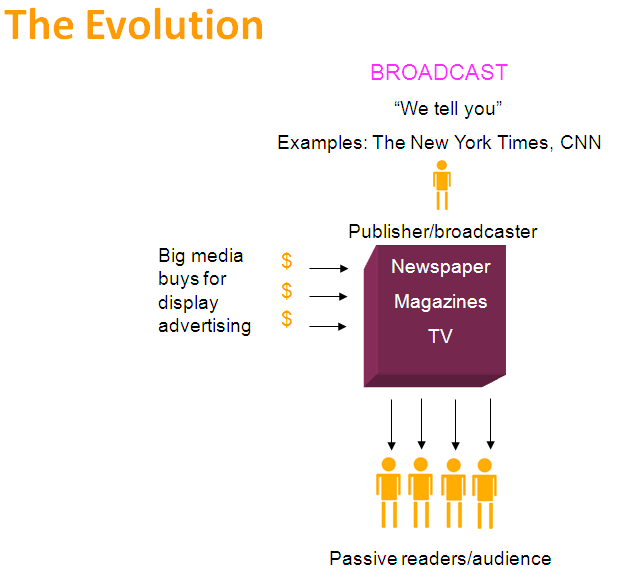 The Evolution
BROADCAST
“We tell you”
Examples: The New York Times, CNN
Publisher/broadcaster
Big media
buys for
display
advertising
$
$
$
Newspaper
Magazines
TV
Passive readers/audience